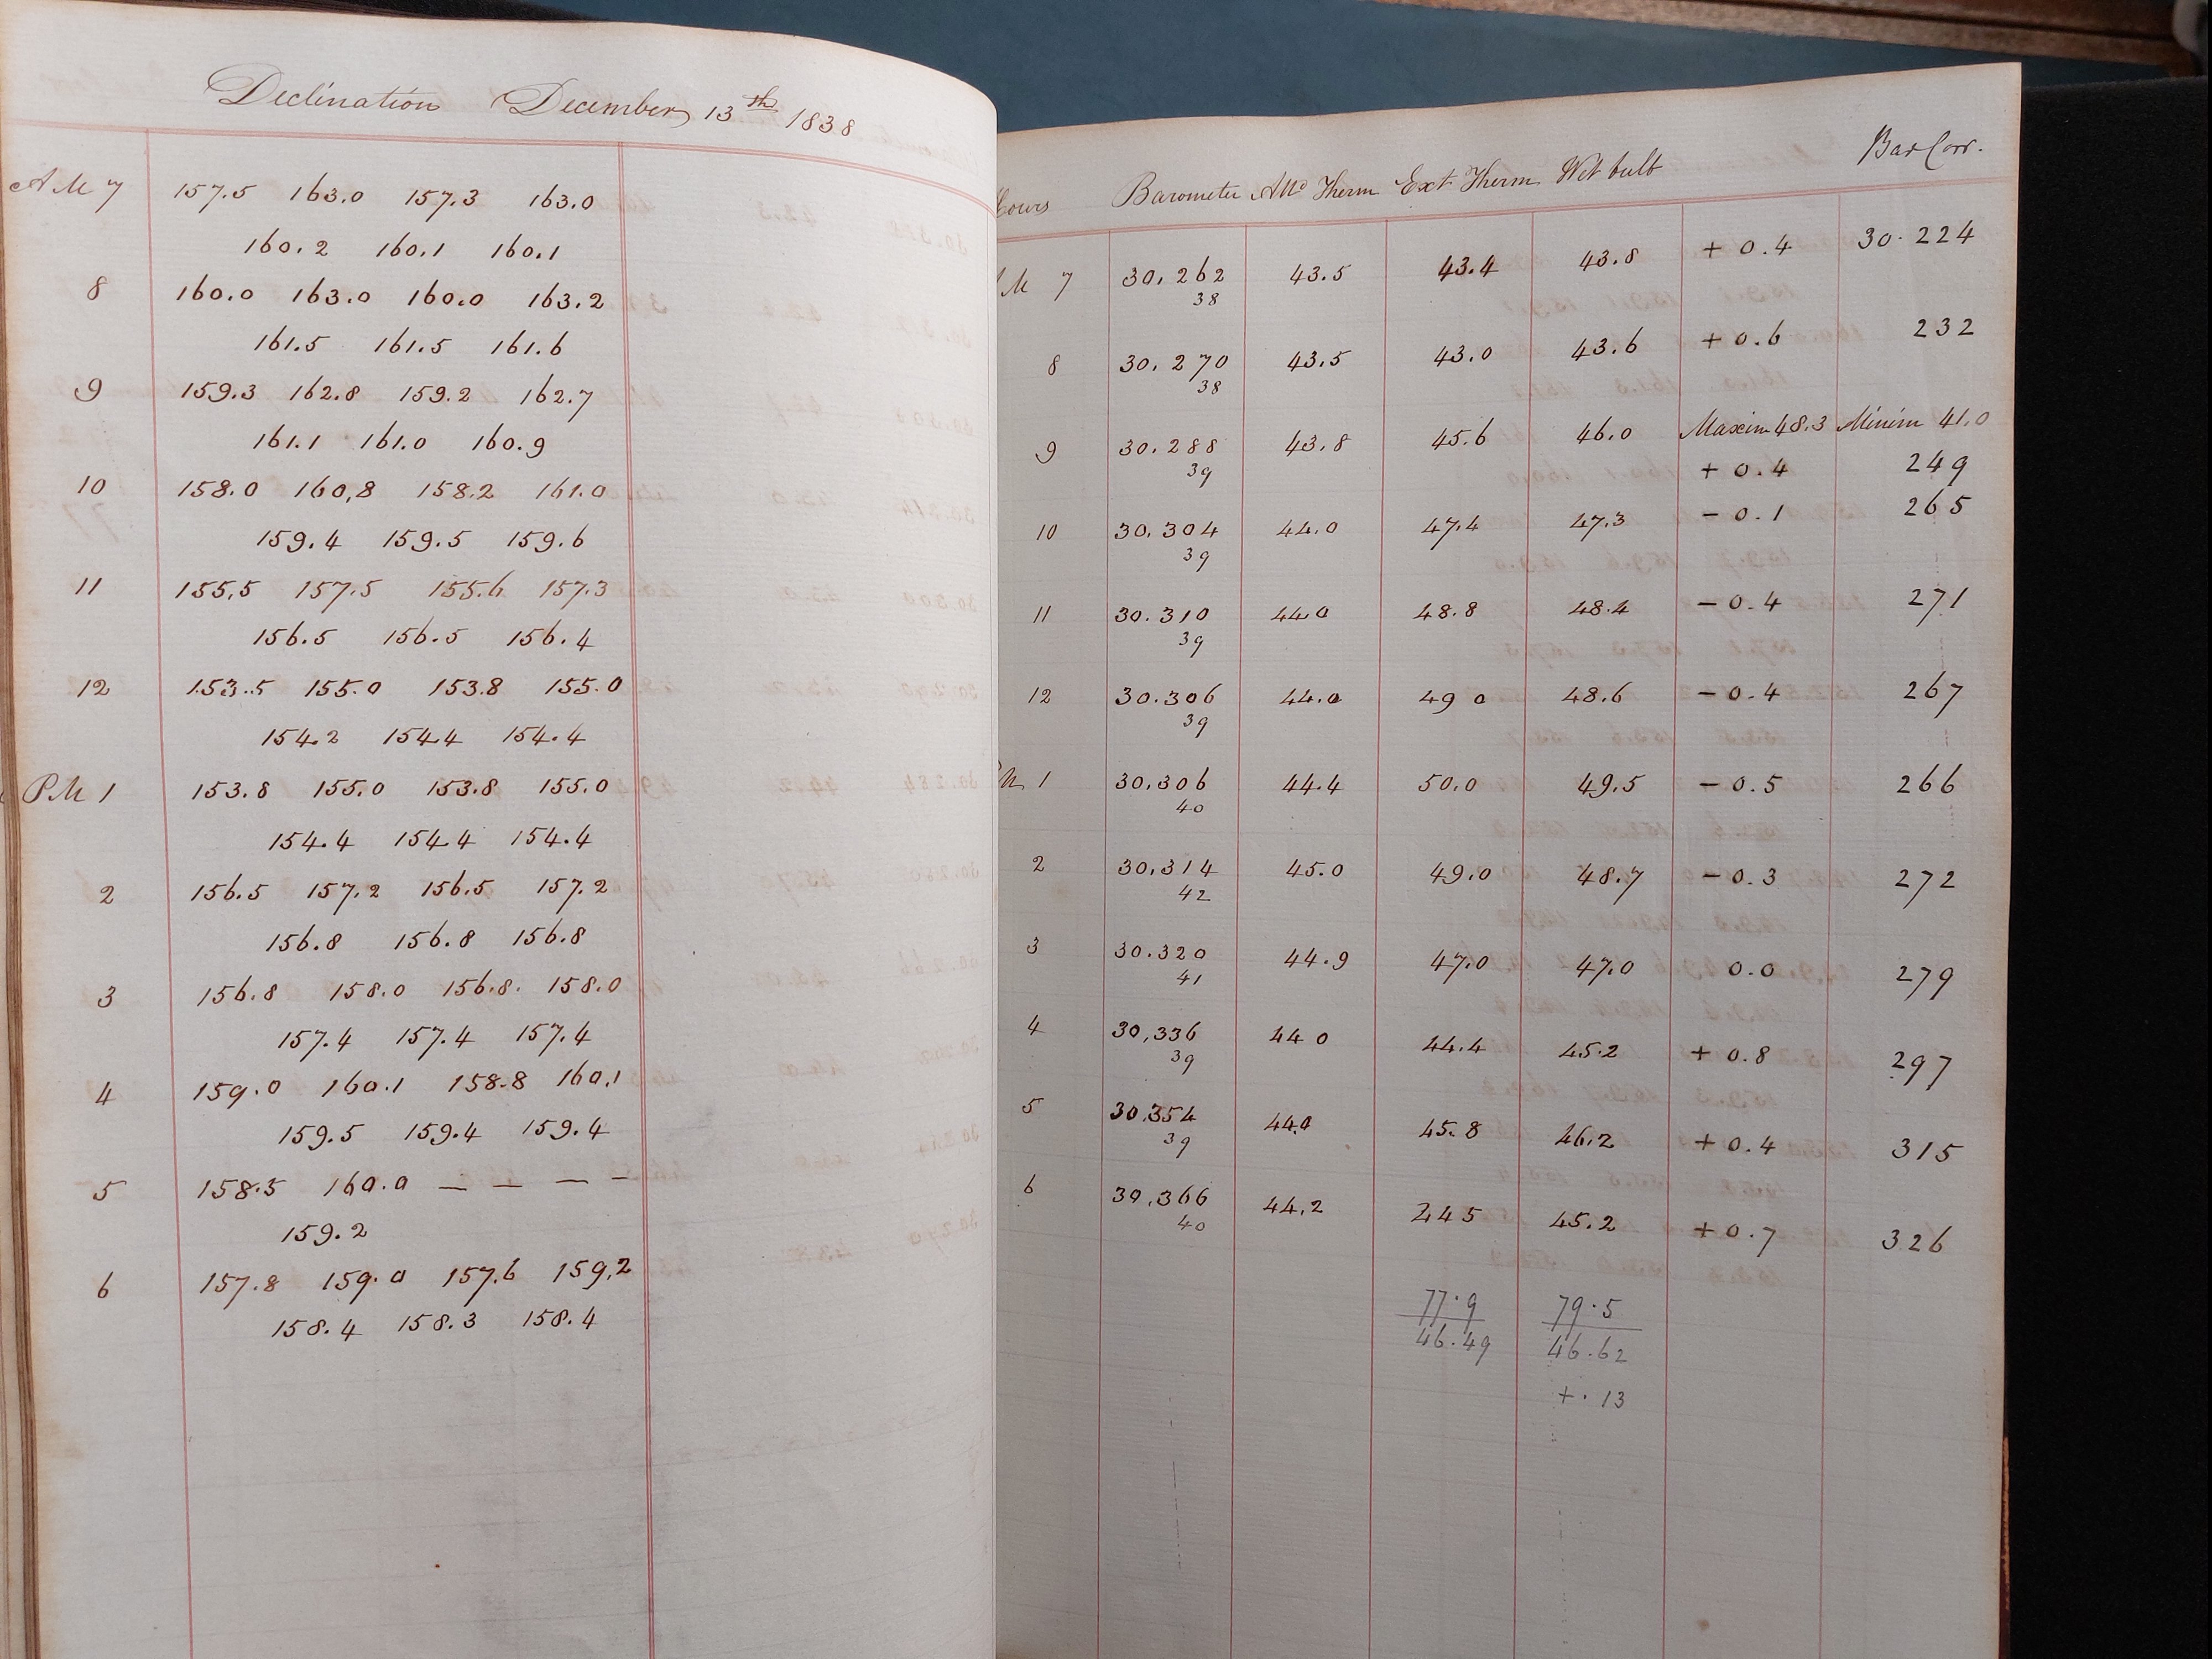 Declination December 13th 1838
A M 7 157.5 163.0 157.3 163.0
160.2 160.1 160.1
8 160.0 163.0 160.0 163.2
161.5 161.5 161.6
9 159.3 162.8 159.2 162.7
161.1 161.0 160.9
10 158.0 160,8 158.2 161.0
159.4 159.5 159.6
11 155,5 157.5 155.6 157.3
156.5 156.5 156.4
12 153.5 155.0 153.8 155.0
154.2 154.4 154.4
P.M 1 153.8 155.0 153.8 155.0
154.4 154.4 154.4
2 156.5 157.2 156.5 157.2
156.8 156.8 156.8
3 156.8 158.0 156.8. 158.0
157.4 157.4 157.4
4 159.0 160.1 158.8 160,1
159.5 159.4 159.4
5 158.5 160.0 — — — —
159.2
6 157.8 159.0 157.6 159,2
158.4 158.3 158.4
Hours Barometer Attd Therm Ext Therm Wet bulb Bar Corr.
M 7 30,262 43.5 43.4 43.8 + 0.4 30.224
38
8 30.270 43.5 43.0 43.6 + 0.6 232
38
9 30.288 43.8 45.6 46.0 Maxim 48.3 Minim 41.0
39 + 0.4 249
10 30.304 44.0 47.4 47.3 - 0.1 265
39
11 30.310 44.0 48.8 48.4 - 0.4 271
39
12 30.306 44.0 49 0 48.6 - 0.4 267
39
M 1 30,306 44.4 50.0 49.5 - 0.5 266
40
2 30,314 45.0 49.0 48.7 - 0.3 272
42
3 30.320 44.9 47.0 47.0 0.0 279
41
4 30,336 44 0 44.4 45.2 + 0.8 297
39
5 30.354 44.0 45.8 46.2 + 0.4 315
39
6 30,366 44.2 445 45.2 + 0.7 326
40
77.9 79.5
46.49 46.62
+ .13